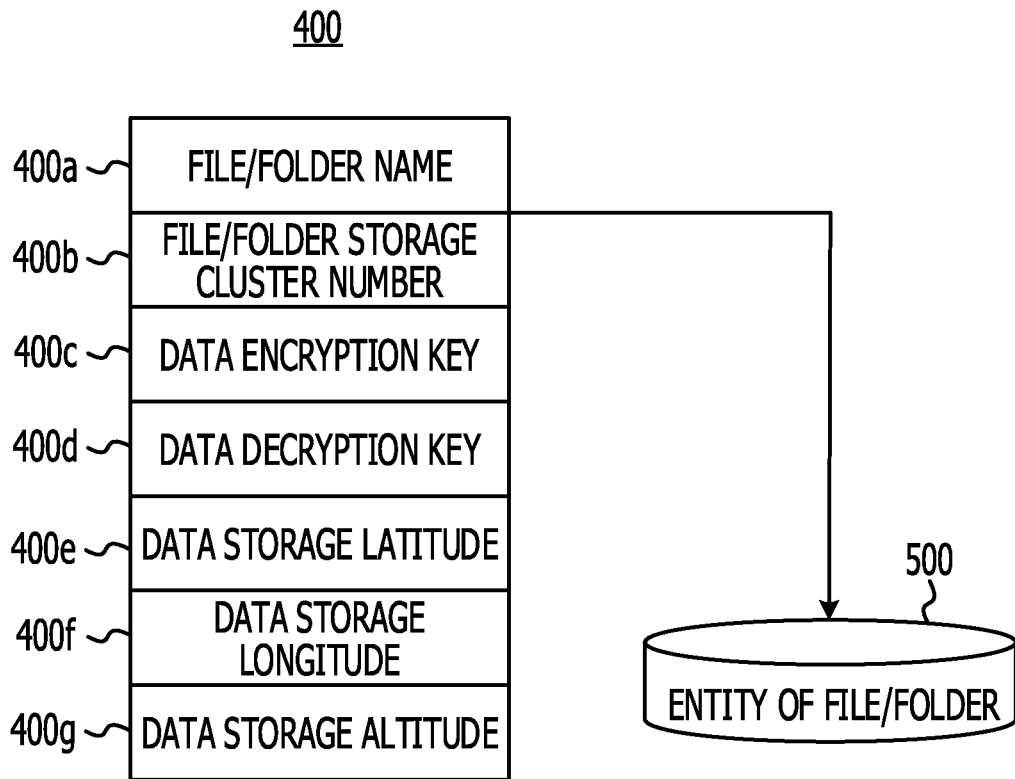 400
400a
FILE/FOLDER NAME
400b
FILE/FOLDER STORAGE
CLUSTER NUMBER
400c
DATA ENCRYPTION KEY
400d
DATA DECRYPTION KEY
400e
DATA STORAGE LATITUDE
400f
DATA STORAGE
LONGITUDE
400g
DATA STORAGE ALTITUDE
500
ENTITY OF FILE/FOLDER